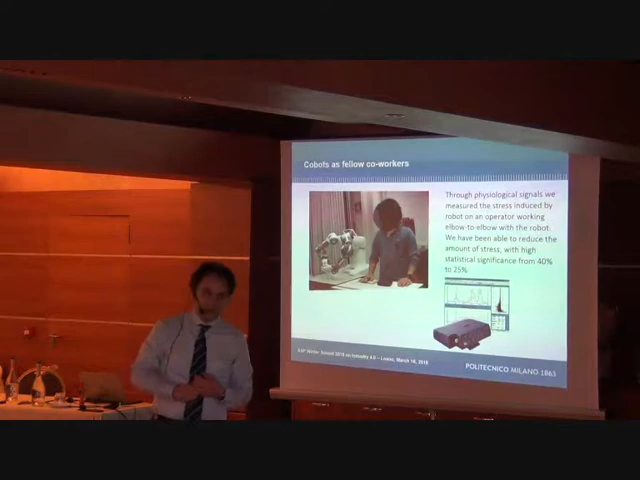 Cobots as fellow co-workers
Through physiological signals we
measured the stress induced by
robot on an operator working
elbow-to-elbow with the robot.
We have been able to reduce the
amount of stress, with high
statistical significance from 40%
to 25%.
POLITECNICO MILANO 1863